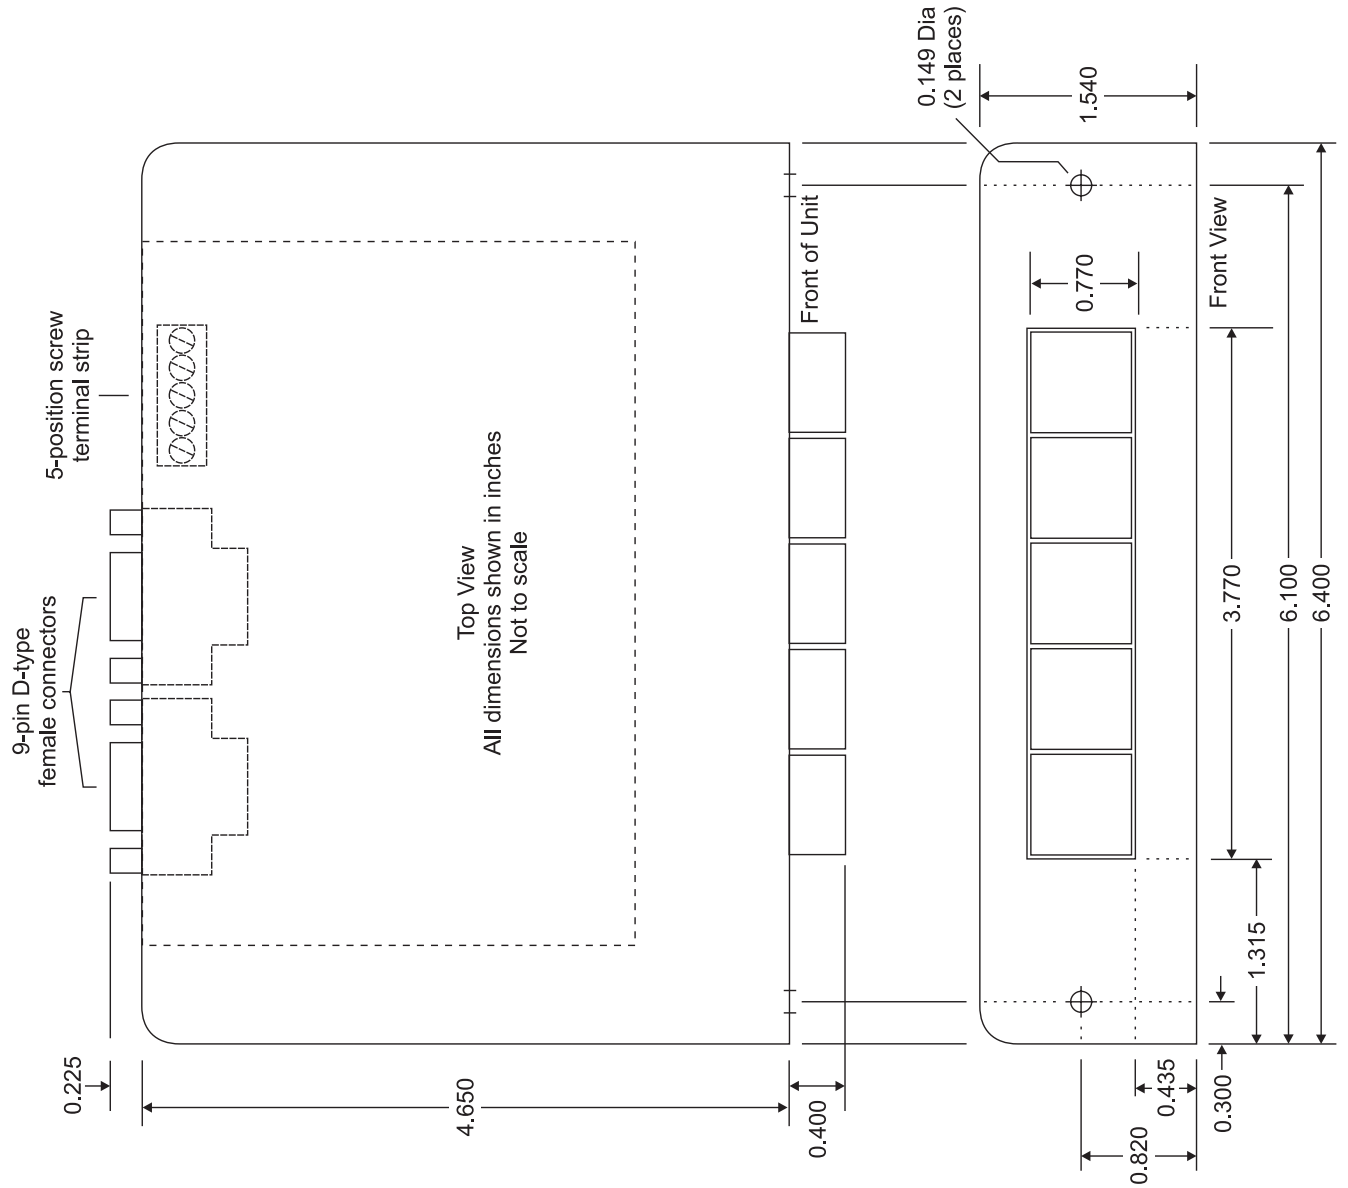 9-pin D-type
female connectors
5-position screw
terminal strip
0.149 Dia
(2 places)
Top View
All dimensions shown in inches
Not to scale
Front of Unit
Front View
0.225
4.650
0.400
0.820
0.435
0.300
1.315
3.770
6.100
6.400
0.770
1.540